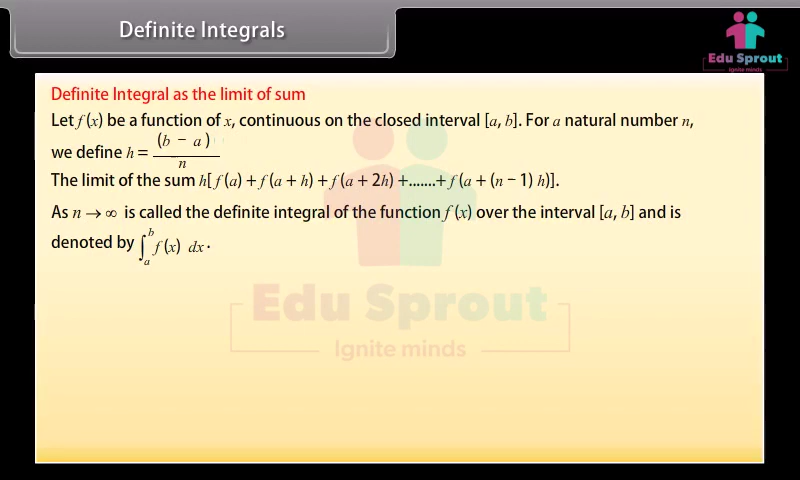 Definite Integrals
Edu Sprout
Ignite minds
Definite Integral as the limit of sum
Let f (x) be a function of x, continuous on the closed interval [a, b]. For a natural number n,
we define h = (b − a) / n
The limit of the sum h[ f (a) + f (a + h) + f (a + 2h) +.......+ f (a + (n − 1) h)].
As n → ∞ is called the definite integral of the function f (x) over the interval [a, b] and is
denoted by ∫_a^b f (x) dx.
Edu Sprout
Ignite minds